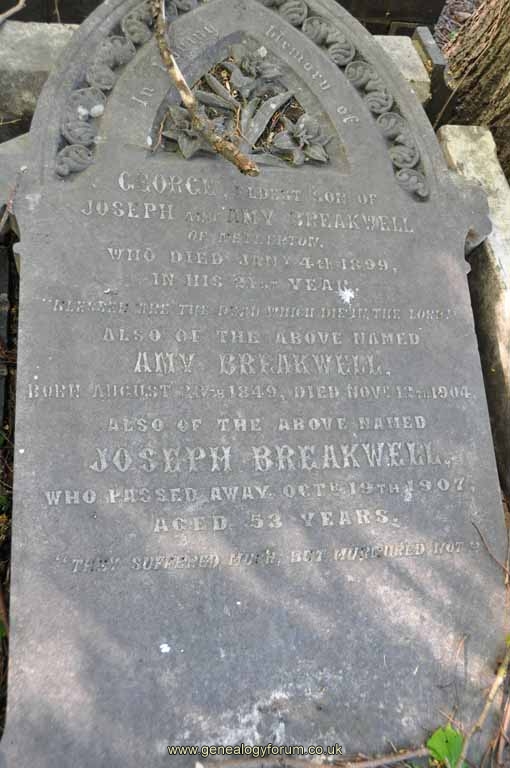 In Loving Memory of
GEORGE, ELDEST SON OF
JOSEPH AND AMY BREAKWELL
OF
WHO DIED JANY 4TH 1899,
IN HIS 21ST YEAR.
"BLESSED ARE THE DEAD WHICH DIE IN THE LORD."
ALSO OF THE ABOVE NAMED
AMY BREAKWELL.
BORN AUGUST 1849, DIED NOVR 1904.
ALSO OF THE ABOVE NAMED
JOSEPH BREAKWELL.
WHO PASSED AWAY OCTR 19TH 1907,
AGED 53 YEARS.
"THEY SUFFERED MUCH, BUT MURMURED NOT."
www.genealogyforum.co.uk